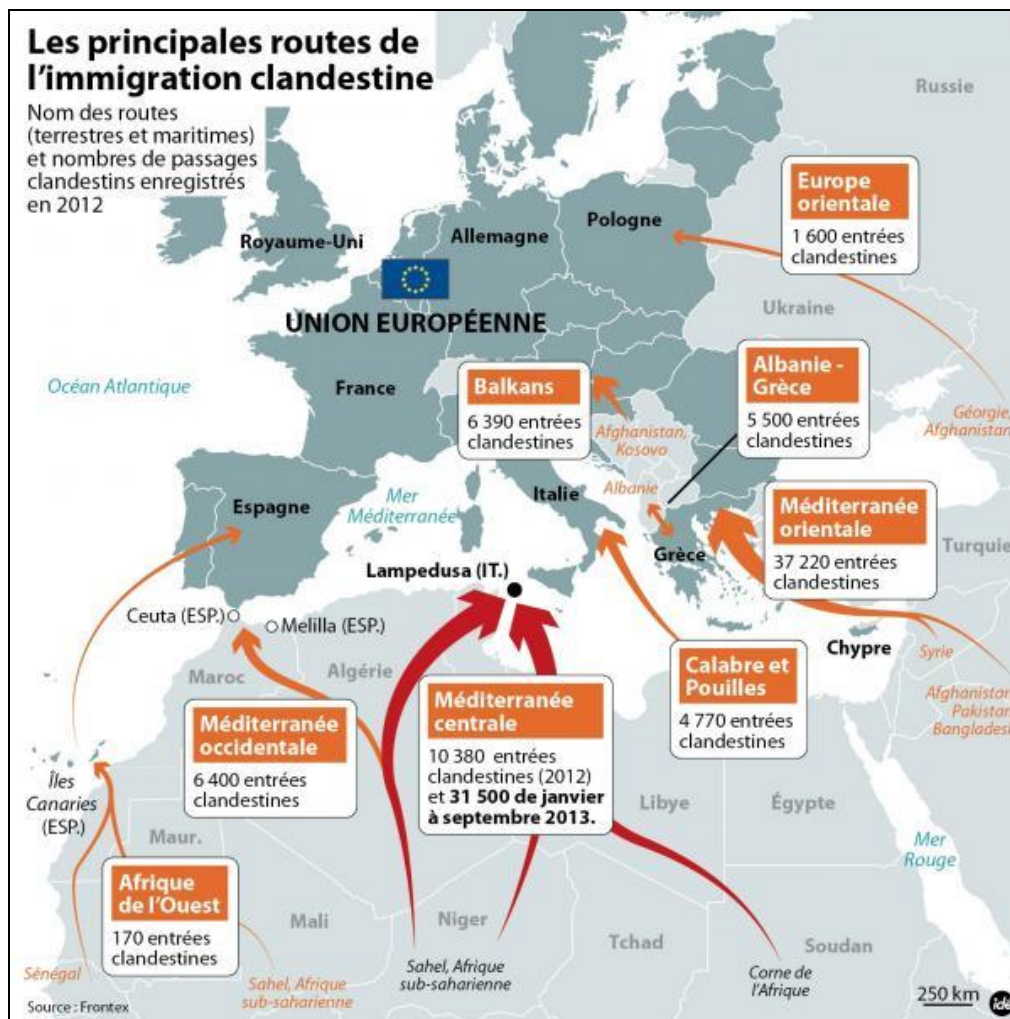 Les principales routes de
l'immigration clandestine
Nom des routes
(terrestres et maritimes)
et nombres de passages
clandestins enregistrés
en 2012
Russie
Europe
orientale
1 600 entrées
clandestines
Pologne
Royaume-Uni
Allemagne
UNION EUROPÉENNE
Ukraine
Océan Atlantique
France
Balkans
6 390 entrées
clandestines
Afghanistan,
Kosovo
Albanie -
Grèce
5 500 entrées
clandestines
Géorgie,
Afghanistan
Albanie
Espagne
Mer
Méditerranée
Italie
Grèce
Méditerranée
orientale
37 220 entrées
clandestines
Turquie
Lampedusa (IT.)
Ceuta (ESP.)
Melilla (ESP.)
Chypre
Syrie
Maroc
Algérie
Afghanistan,
Pakistan,
Bangladesh
Méditerranée
occidentale
6 400 entrées
clandestines
Méditerranée
centrale
10 380 entrées
clandestines (2012)
et 31 500 de janvier
à septembre 2013.
Calabre et
Pouilles
4 770 entrées
clandestines
Îles
Canaries
(ESP.)
Libye
Égypte
Mer
Rouge
Maur.
Afrique
de l'Ouest
170 entrées
clandestines
Mali
Niger
Tchad
Soudan
Sénégal
Sahel, Afrique
sub-saharienne
Sahel, Afrique
sub-saharienne
Corne de
l'Afrique
Source : Frontex
250 km
idé